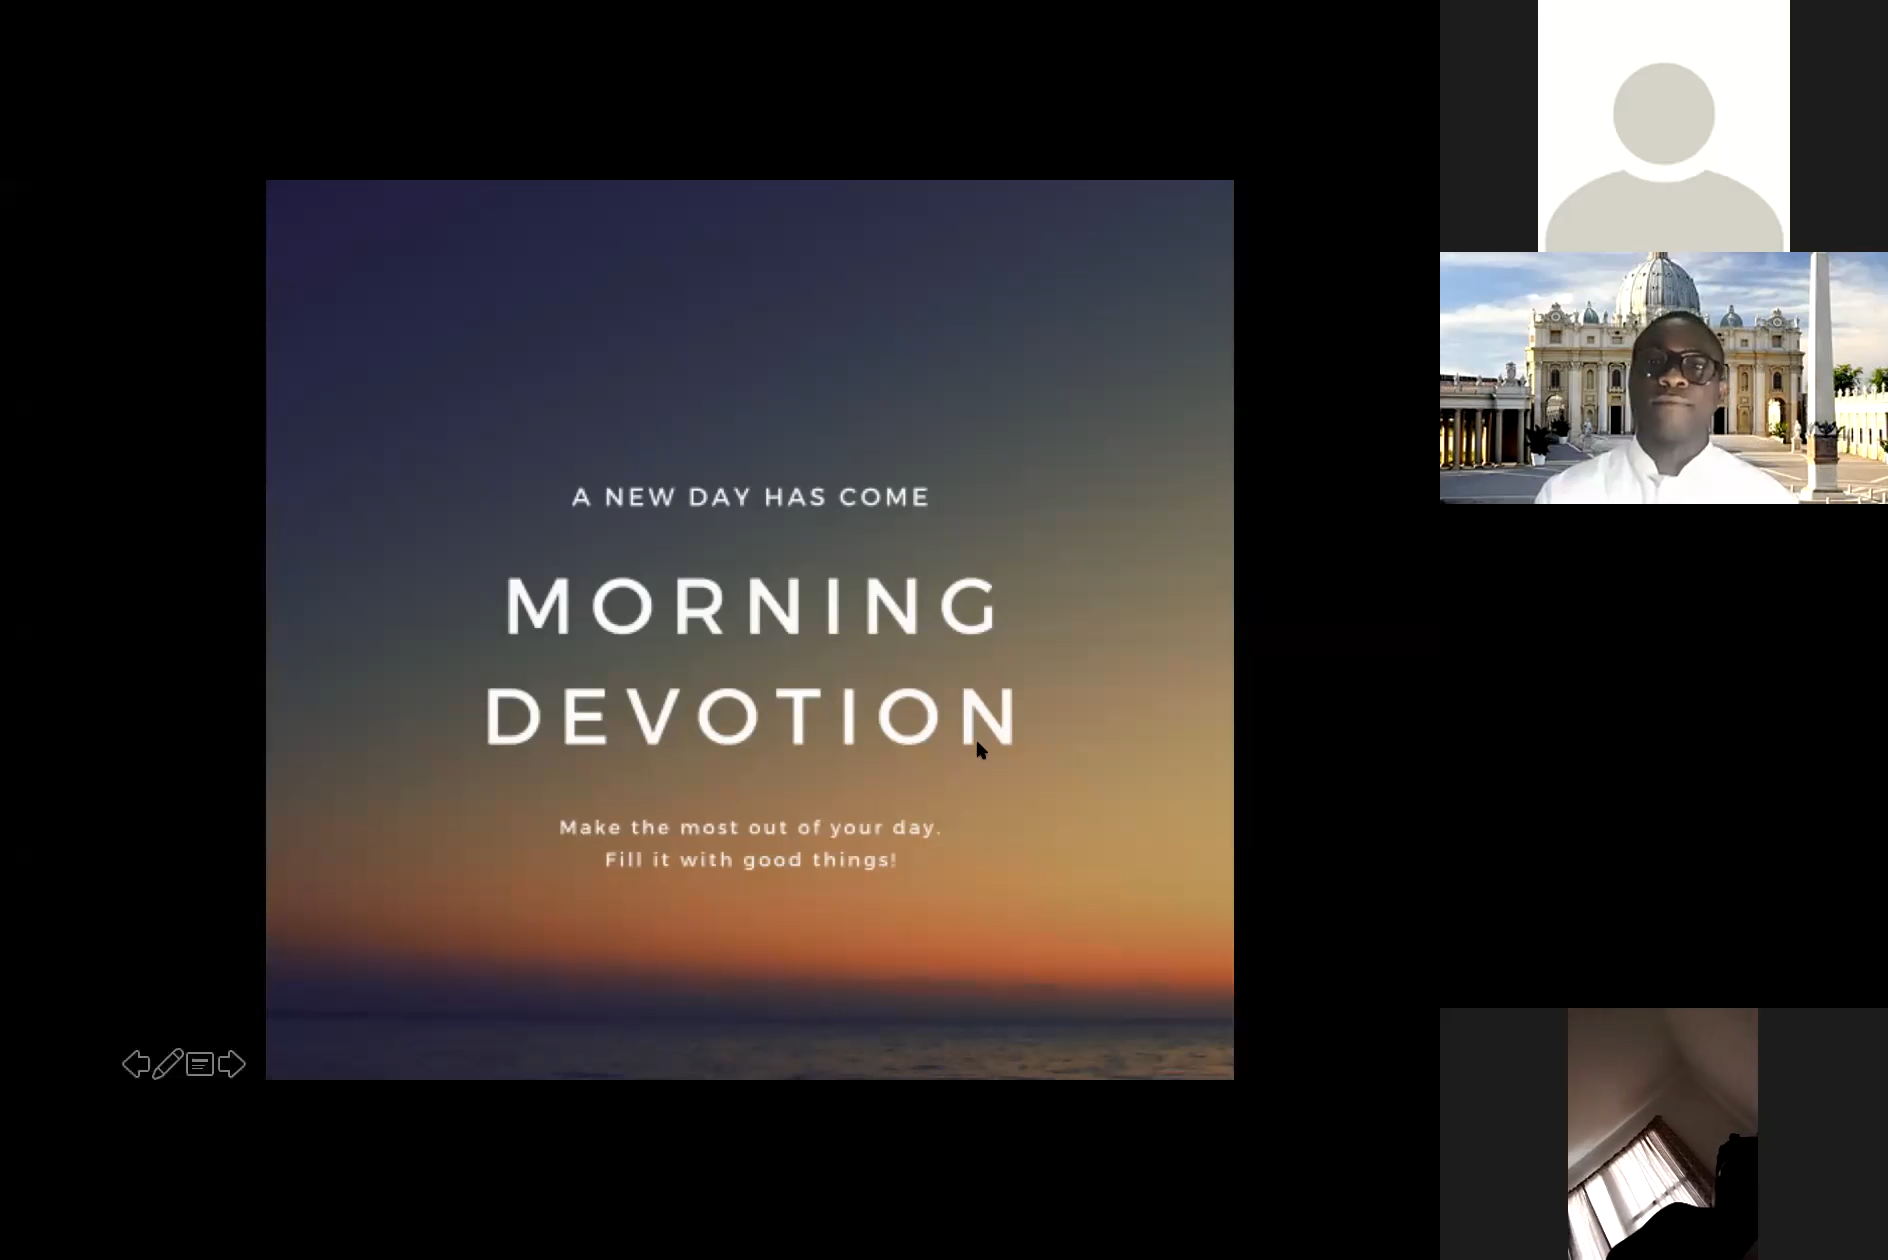 A NEW DAY HAS COME
MORNING
DEVOTION
Make the most out of your day.
Fill it with good things!